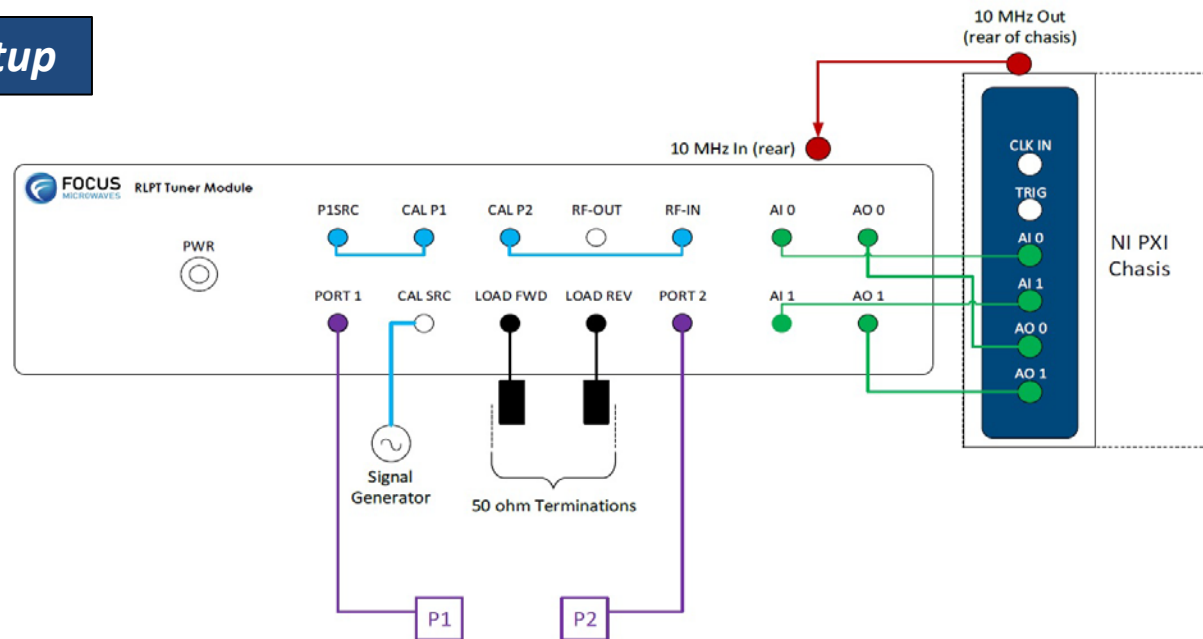 tup
10 MHz Out
(rear of chasis)
10 MHz In (rear)
FOCUS
MICROWAVES
RLPT Tuner Module
PWR
P1SRC CAL P1 CAL P2 RF-OUT RF-IN AI 0 AO 0
PORT 1 CAL SRC LOAD FWD LOAD REV PORT 2 AI 1 AO 1
CLK IN
TRIG
AI 0
AI 1
AO 0
AO 1
NI PXI
Chasis
Signal
Generator
50 ohm Terminations
P1 P2